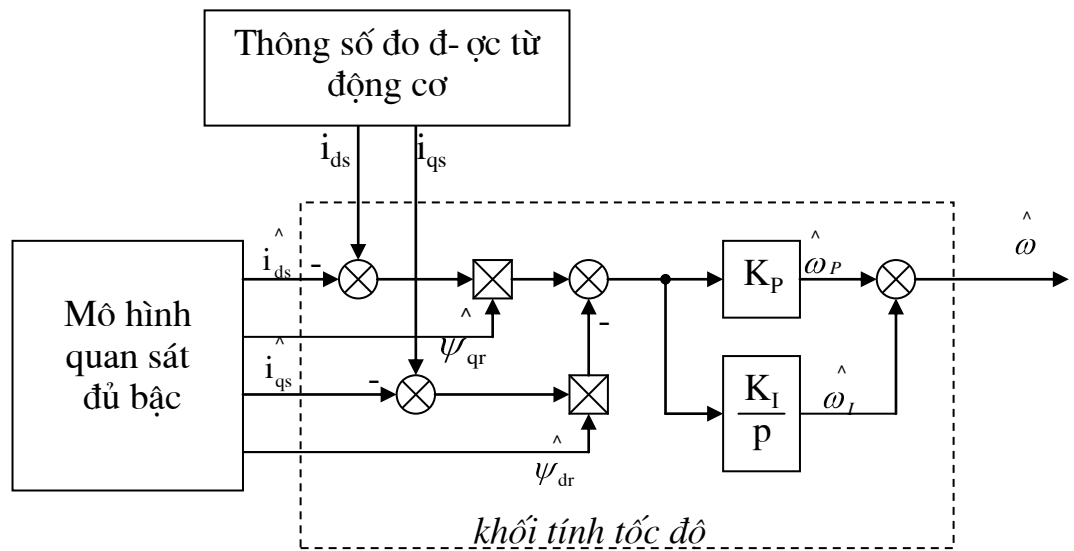 Thông số đo đ- ợc từ
động cơ
i_ds i_qs
î_ds -
ψ̂_qr
î_qs -
ψ̂_dr
-
Mô hình
quan sát
đủ bậc
K_P
ω̂_P
K_I
p
ω̂_I
ω̂
khối tính tốc đô